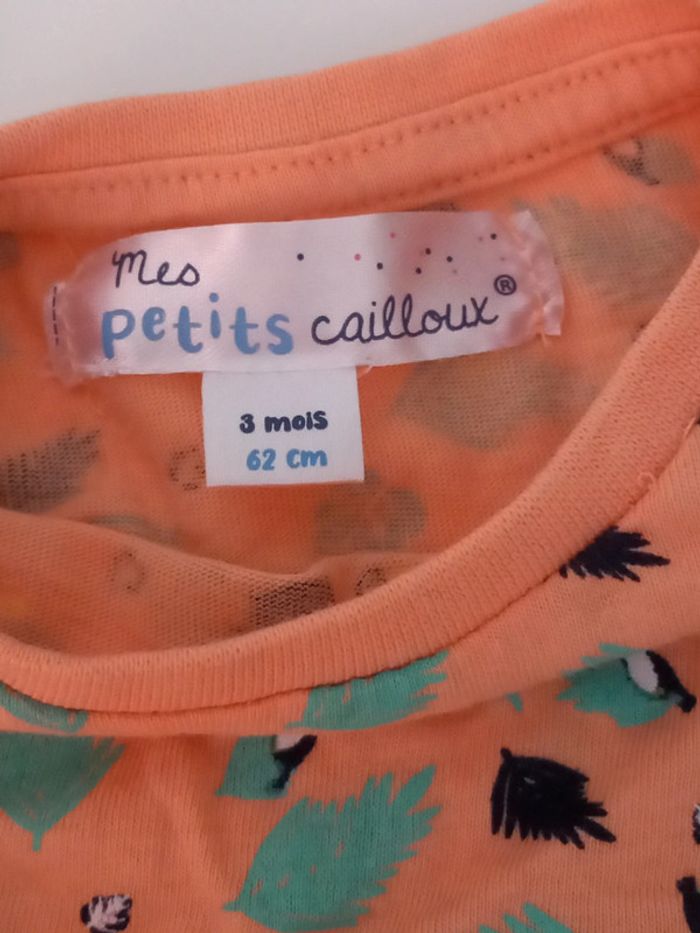 Mes
petits cailloux®
3 mois
62 cm